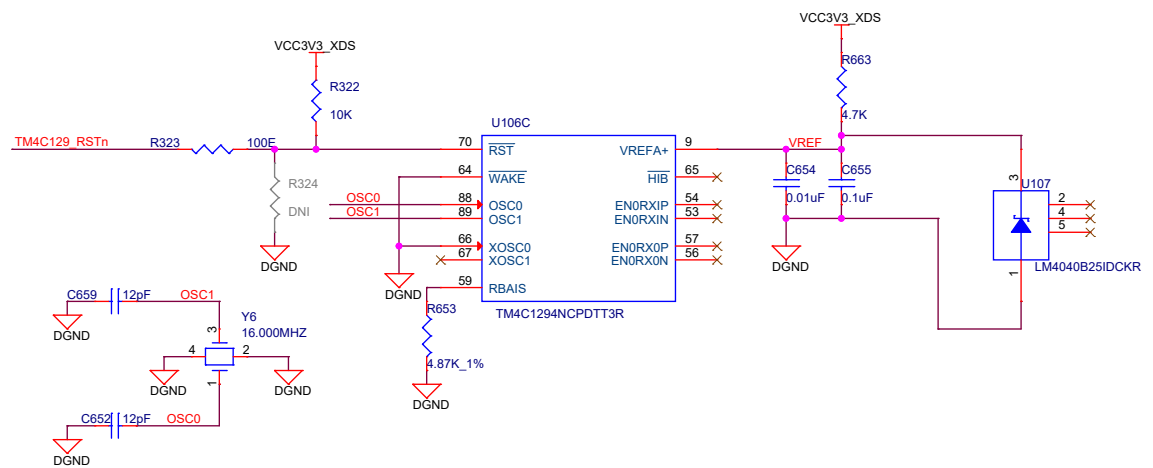 VCC3V3_XDS
VCC3V3_XDS
R322
10K
R663
4.7K
TM4C129_RSTn
R323
100E
U106C
70
RST
VREFA+
9
VREF
64
WAKE
HIB
65
C654
0.01uF
C655
0.1uF
R324
DNI
OSC0
88
OSC0
EN0RXIP
54
OSC1
89
OSC1
EN0RXIN
53
3
U107
2
4
5
1
LM4040B25IDCKR
66
XOSC0
EN0RX0P
57
67
XOSC1
EN0RX0N
56
DGND
DGND
DGND
59
RBAIS
TM4C1294NCPDTT3R
R653
4.87K_1%
DGND
C659
12pF
OSC1
DGND
Y6
16.000MHZ
3
4
2
1
DGND
DGND
C652
12pF
OSC0
DGND